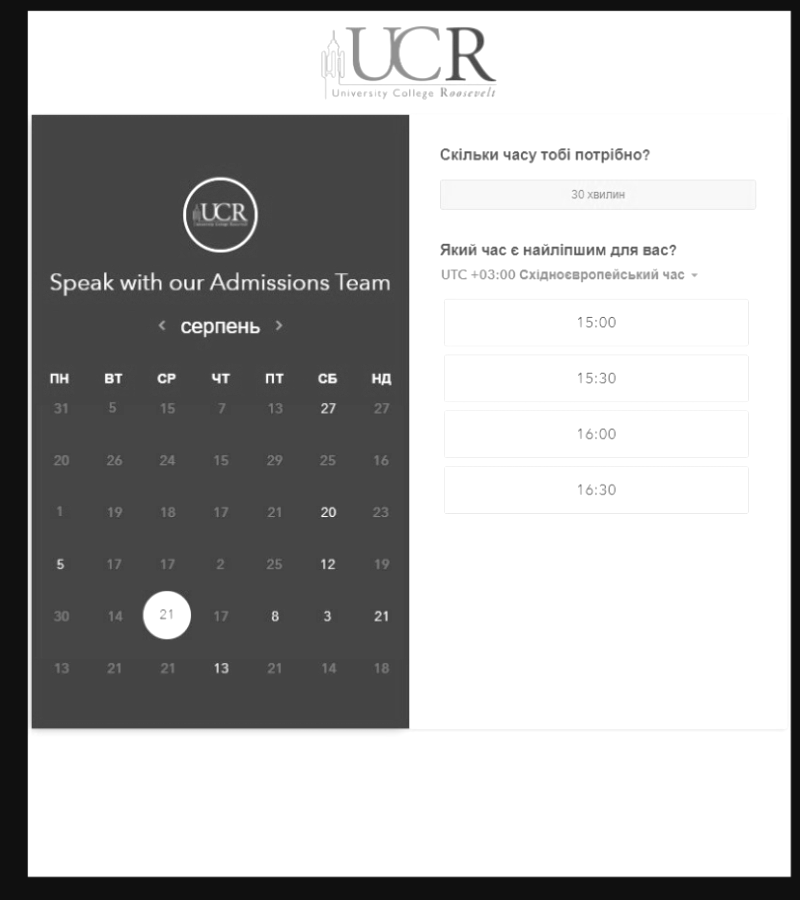 UCR
University College Roosevelt
UCR
Speak with our Admissions Team
серпень
ПН ВТ СР ЧТ ПТ СБ НД
31 5 15 7 13 27 27
20 26 24 15 29 25 16
1 19 18 17 21 20 23
5 17 17 2 25 12 19
30 14 21 17 8 3 21
13 21 21 13 21 14 18
Скільки часу тобі потрібно?
30 хвилин
Який час є найліпшим для вас?
UTC +03:00 Східноєвропейський час
15:00
15:30
16:00
16:30